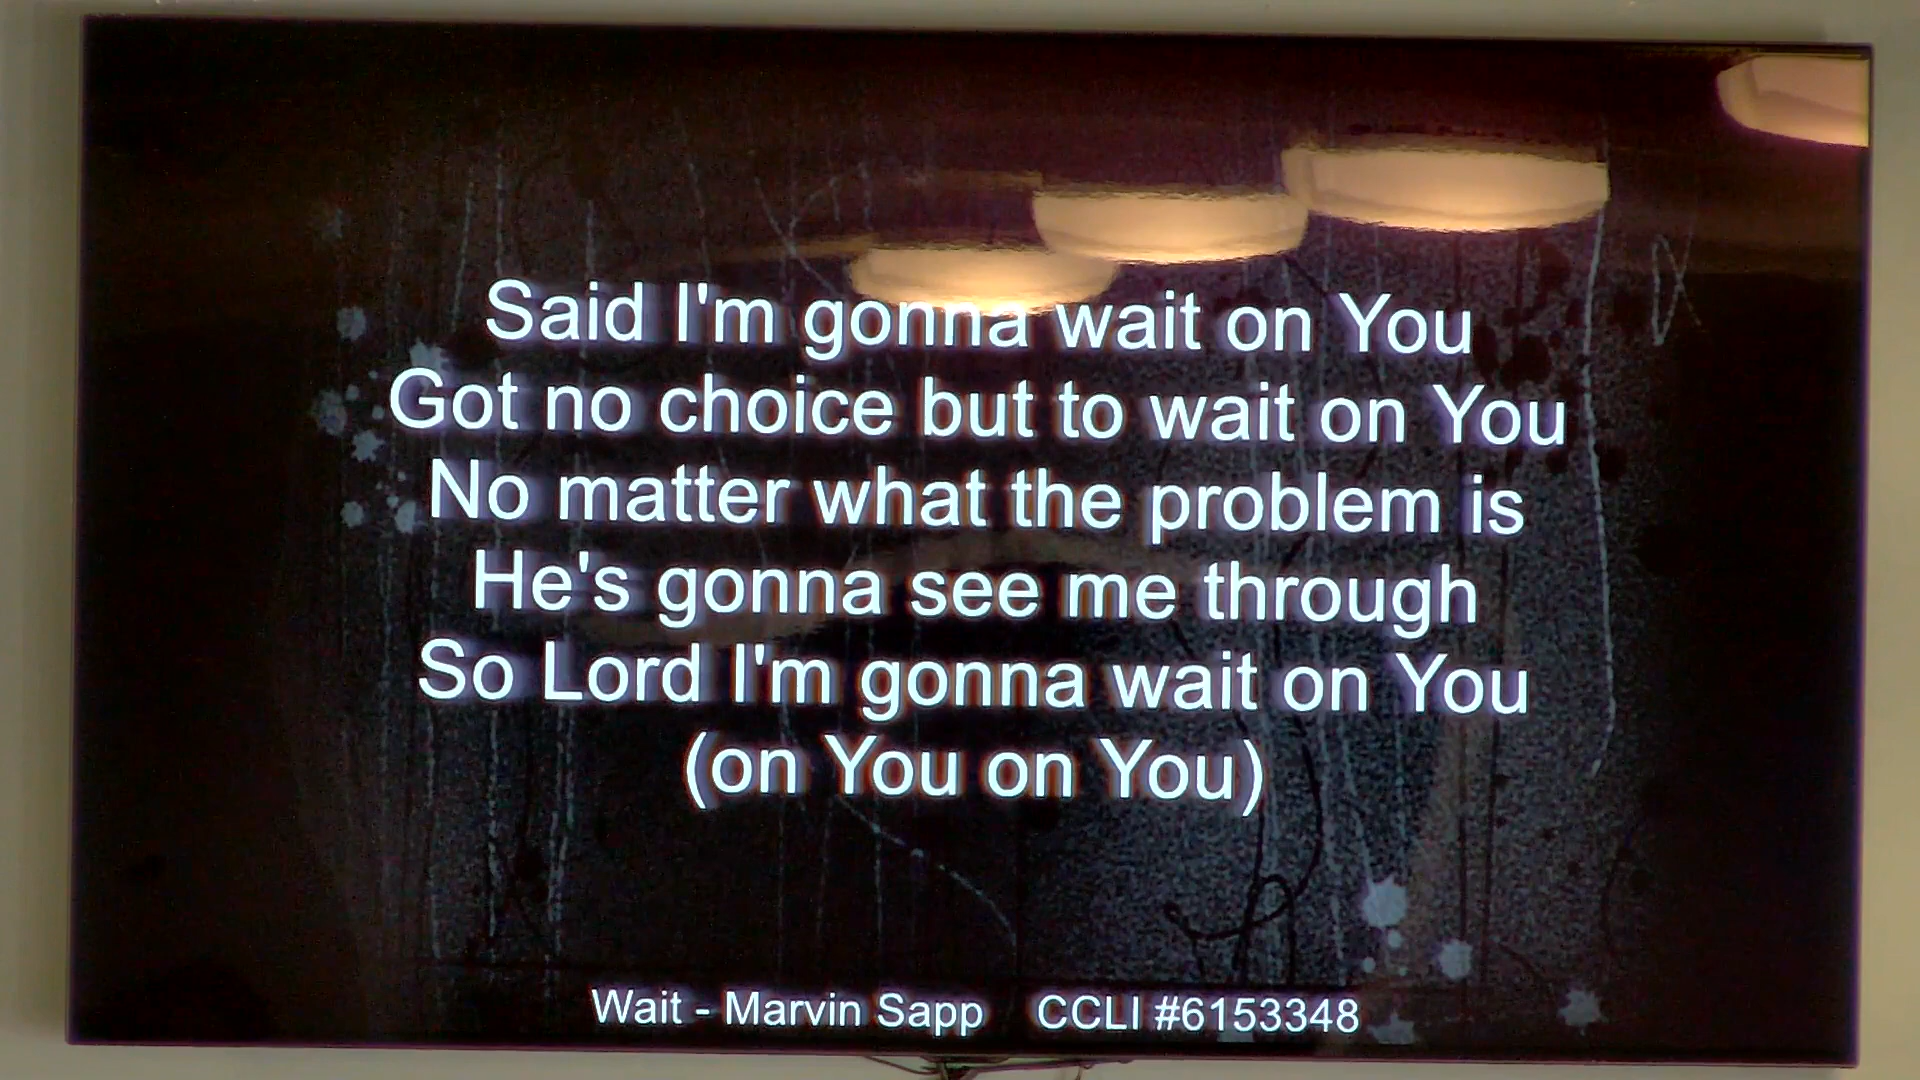 Said I'm gonna wait on You
Got no choice but to wait on You
No matter what the problem is
He's gonna see me through
So Lord I'm gonna wait on You
(on You on You)
Wait - Marvin Sapp CCLI #6153348